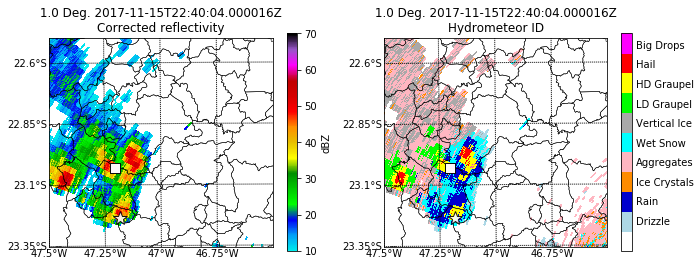 1.0 Deg. 2017-11-15T22:40:04.000016Z
Corrected reflectivity
22.6°S
22.85°S
23.1°S
23.35°S
47.5°W
47.25°W
47°W
46.75°W
70
60
50
40
30
20
10
dBZ
1.0 Deg. 2017-11-15T22:40:04.000016Z
Hydrometeor ID
22.6°S
22.85°S
23.1°S
23.35°S
47.5°W
47.25°W
47°W
46.75°W
Big Drops
Hail
HD Graupel
LD Graupel
Vertical Ice
Wet Snow
Aggregates
Ice Crystals
Rain
Drizzle